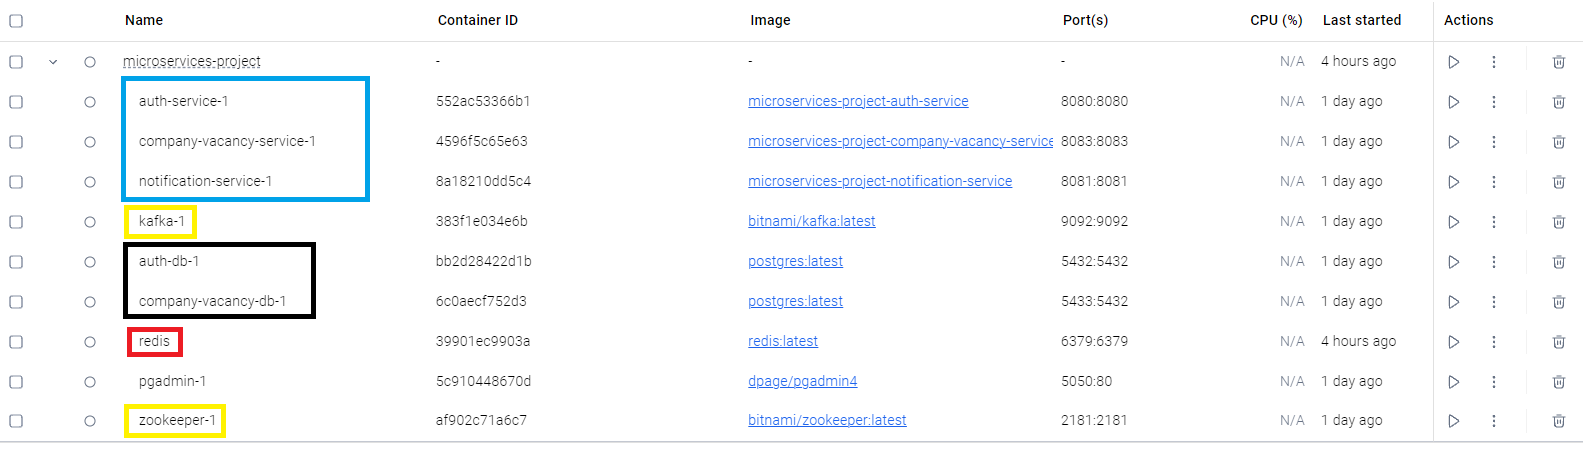 Name Container ID Image Port(s) CPU (%) Last started Actions
microservices-project - - - N/A 4 hours ago
auth-service-1 552ac53366b1 microservices-project-auth-service 8080:8080 N/A 1 day ago
company-vacancy-service-1 4596f5c65e63 microservices-project-company-vacancy-service 8083:8083 N/A 1 day ago
notification-service-1 8a18210dd5c4 microservices-project-notification-service 8081:8081 N/A 1 day ago
kafka-1 383f1e034e6b bitnami/kafka:latest 9092:9092 N/A 1 day ago
auth-db-1 bb2d28422d1b postgres:latest 5432:5432 N/A 1 day ago
company-vacancy-db-1 6c0aecf752d3 postgres:latest 5433:5432 N/A 1 day ago
redis 39901ec9903a redis:latest 6379:6379 N/A 4 hours ago
pgadmin-1 5c910448670d dpage/pgadmin4 5050:80 N/A 1 day ago
zookeeper-1 af902c71a6c7 bitnami/zookeeper:latest 2181:2181 N/A 1 day ago